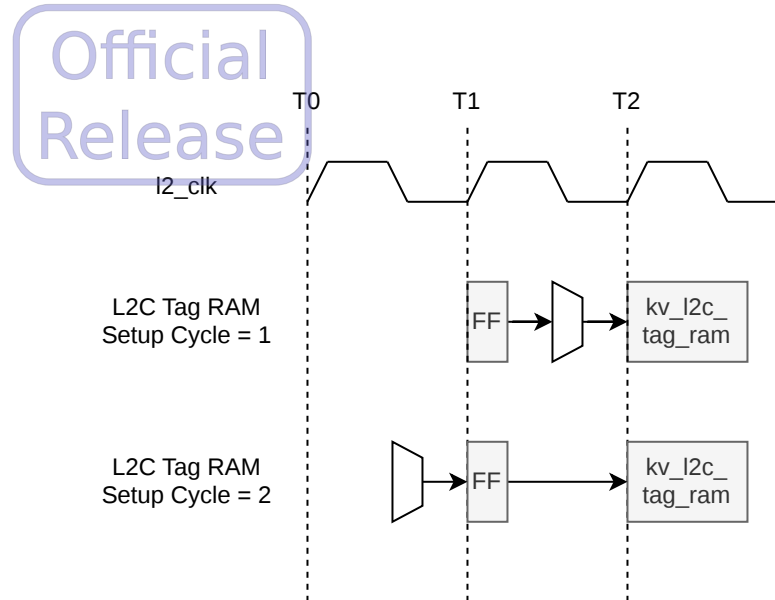 Official
Release
T0
T1
T2
l2_clk
L2C Tag RAM
Setup Cycle = 1
FF
kv_l2c_
tag_ram
L2C Tag RAM
Setup Cycle = 2
FF
kv_l2c_
tag_ram